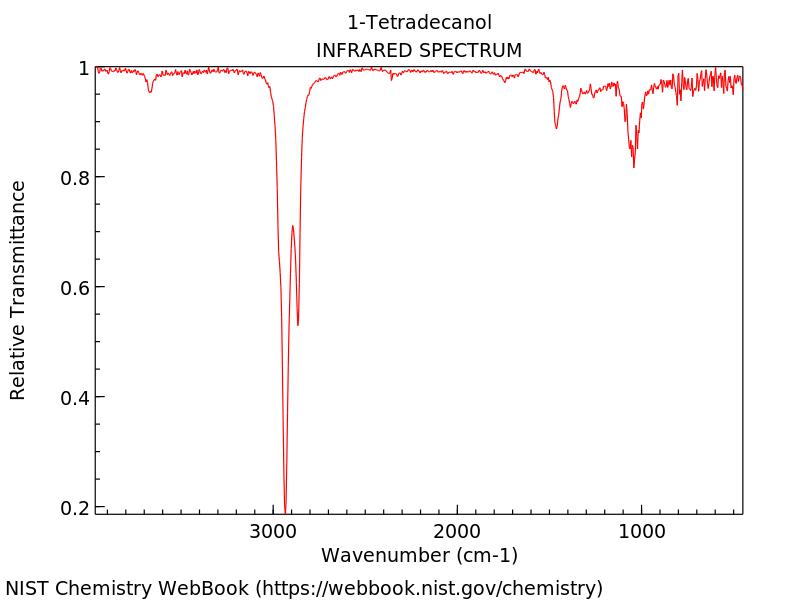 1-Tetradecanol
INFRARED SPECTRUM
1
0.8
0.6
0.4
0.2
Relative Transmittance
3000 2000 1000
Wavenumber (cm-1)
NIST Chemistry WebBook (https://webbook.nist.gov/chemistry)